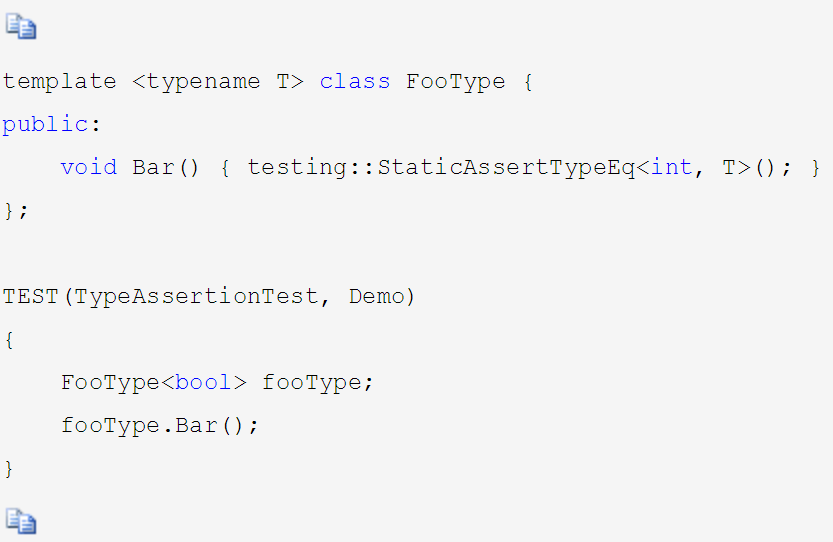 template <typename T> class FooType {
public:
    void Bar() { testing::StaticAssertTypeEq<int, T>(); }
};
TEST(TypeAssertionTest, Demo)
{
    FooType<bool> fooType;
    fooType.Bar();
}